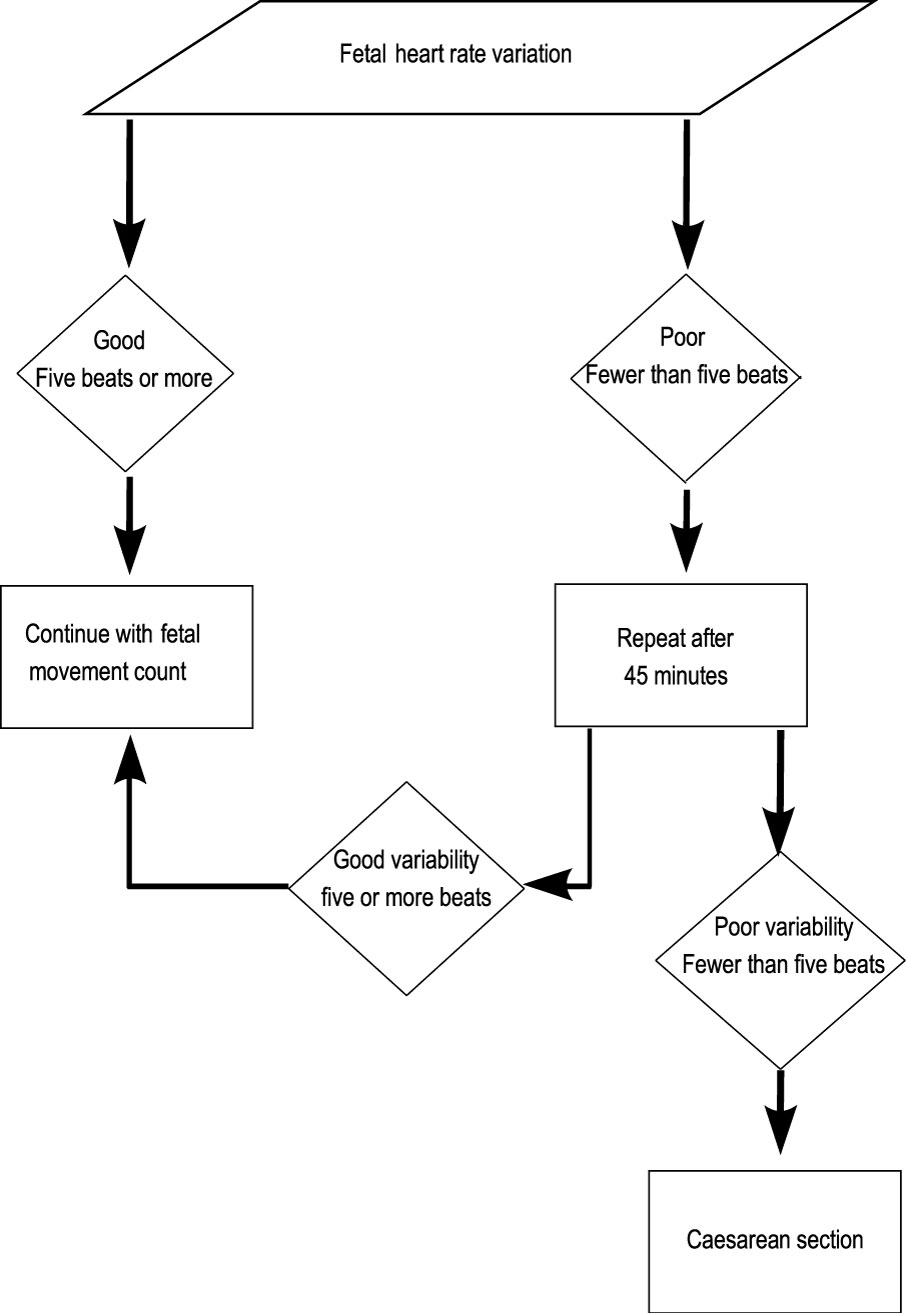 Fetal heart rate variation
Good
Five beats or more
Poor
Fewer than five beats
Continue with fetal
movement count
Repeat after
45 minutes
Good variability
five or more beats
Poor variability
Fewer than five beats
Caesarean section